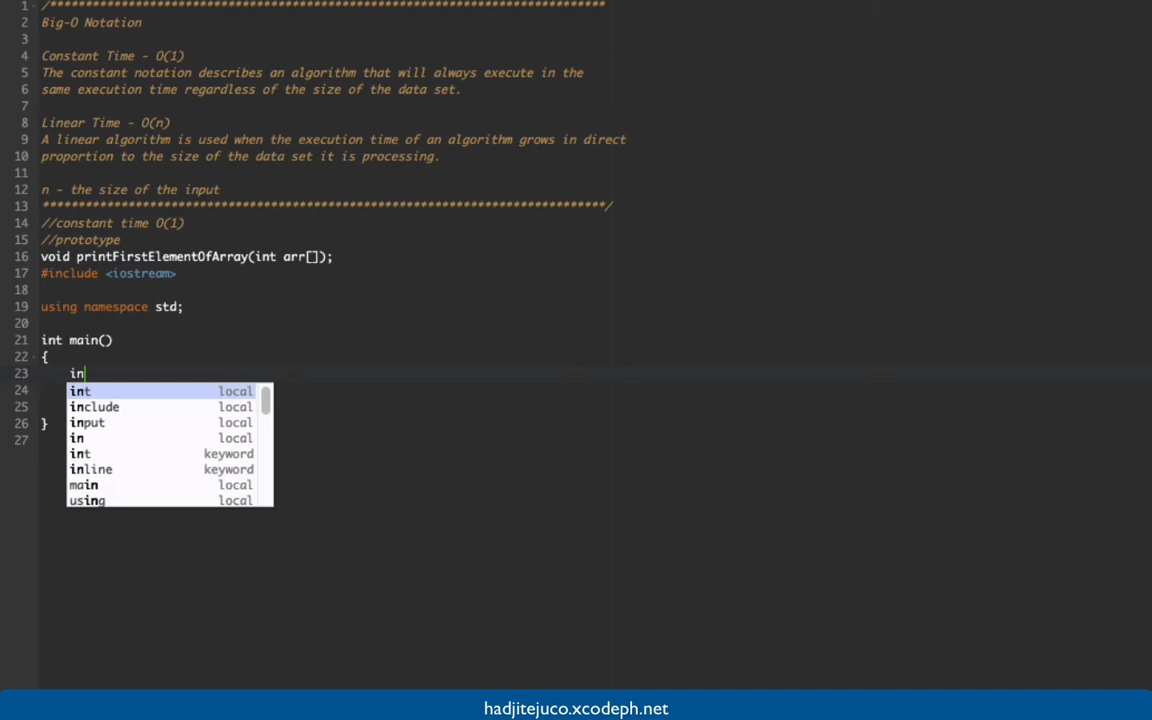 1 /******************************************************************************
2 Big-O Notation
3
4 Constant Time - O(1)
5 The constant notation describes an algorithm that will always execute in the
6 same execution time regardless of the size of the data set.
7
8 Linear Time - O(n)
9 A linear algorithm is used when the execution time of an algorithm grows in direct
10 proportion to the size of the data set it is processing.
11
12 n - the size of the input
13 *******************************************************************************/
14 //constant time O(1)
15 //prototype
16 void printFirstElementOfArray(int arr[]);
17 #include <iostream>
18
19 using namespace std;
20
21 int main()
22 {
23 in
24 int local
include local
25 input local
26 } in local
27 int keyword
inline keyword
main local
using local
hadjitejuco.xcodeph.net